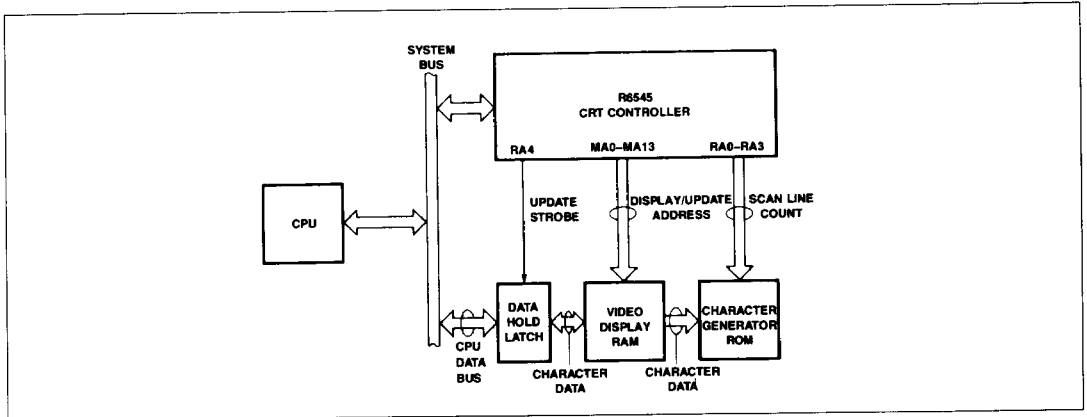 SYSTEM
BUS
R6545
CRT CONTROLLER
RA4
MA0–MA13
RA0–RA3
CPU
UPDATE
STROBE
DISPLAY/UPDATE
ADDRESS
SCAN LINE
COUNT
DATA
HOLD
LATCH
VIDEO
DISPLAY
RAM
CHARACTER
GENERATOR
ROM
CPU
DATA
BUS
CHARACTER
DATA
CHARACTER
DATA